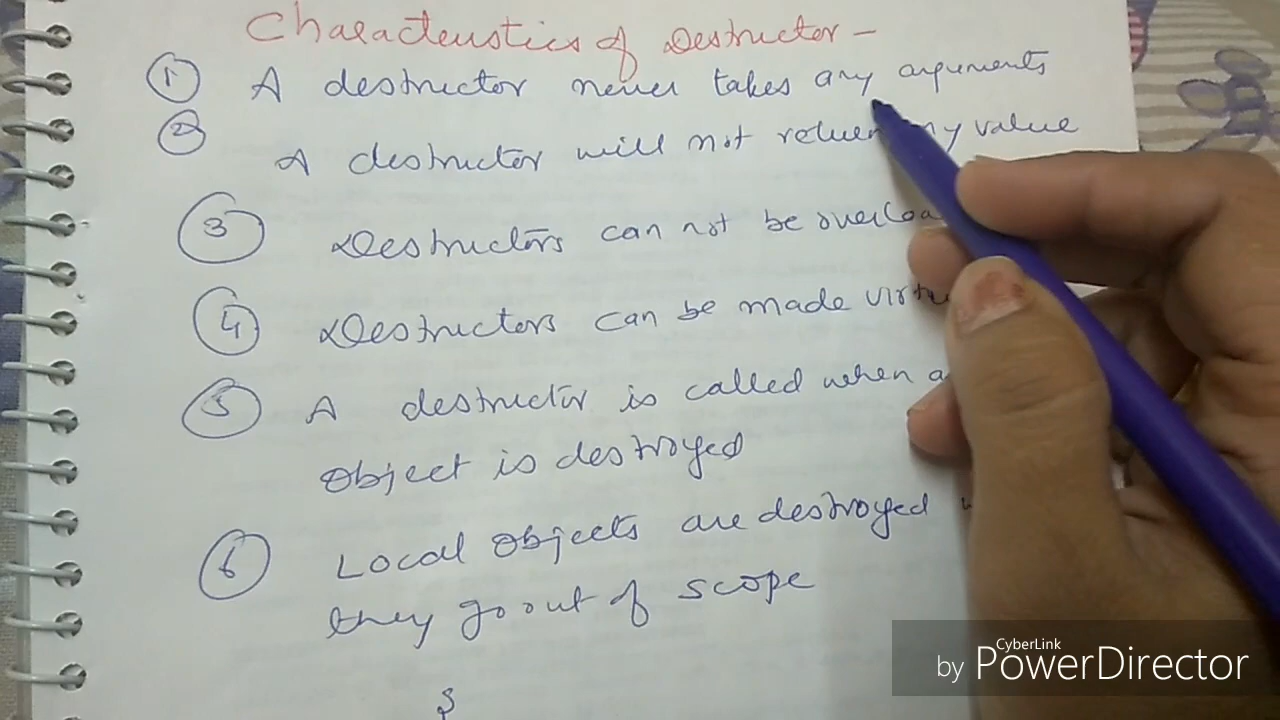 Characteristics of Destructor -
① A destructor never takes any arguments
② A destructor will not return any value
③ Destructors can not be
④ Destructors can be made
⑤ A destructor is called when
object is destroyed
⑥ Local objects are destroyed
they go out of scope
CyberLink
by PowerDirector